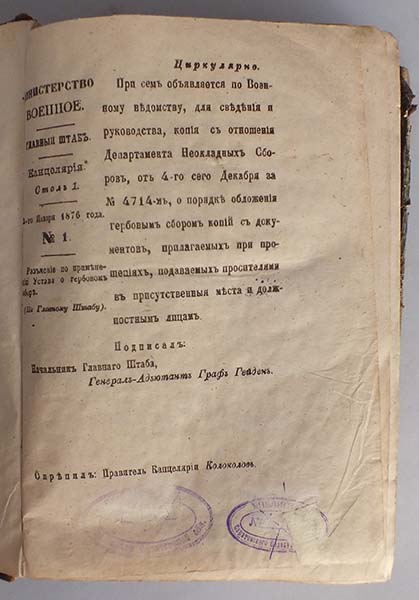 Циркулярно.
МИНИСТЕРСТВО
ВОЕННОЕ.
ГЛАВНЫЙ ШТАБЪ.
Канцелярія.
Столъ 1.
Января 1876 года.
№ 1.
Разъясненіе по примѣне-
Устава о гербовомъ
сборѣ.
(По Главному Штабу.)
При семъ объявляется по Воен-
ному вѣдомству, для свѣдѣнія и
руководства, копія съ отношенія
Департамента Неокладныхъ Сбо-
ровъ, отъ 4-го сего Декабря за
№ 4714-мъ, о порядкѣ обложенія
гербовымъ сборомъ копій съ доку-
ментовъ, прилагаемыхъ при про-
шеніяхъ, подаваемыхъ просителями
въ присутственныя мѣста и долж-
ностнымъ лицамъ.
Подписалъ:
Начальникъ Главнаго Штаба,
Генералъ-Адъютантъ Графъ Гейденъ.
Скрѣпилъ: Правитель Канцеляріи Колоколовъ.